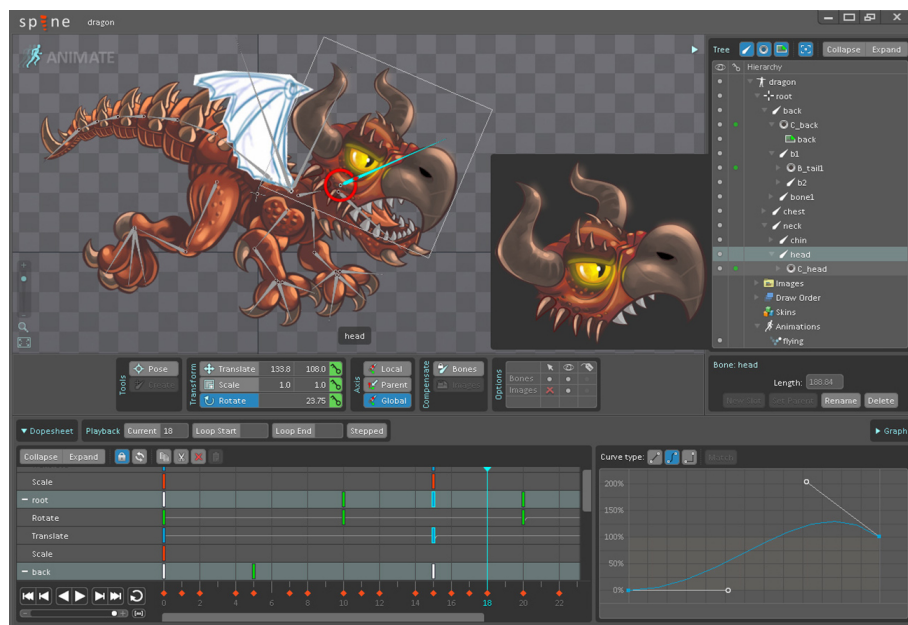 spine dragon
ANIMATE
Tree Collapse Expand
Hierarchy
dragon
root
back
C_back
back
b1
B_tail1
b2
bone1
chest
neck
chin
head
C_head
Images
Draw Order
Skins
Animations
flying
head
Tools
Pose
Transform
Translate 133.8 108.0
Scale 1.0 1.0
Rotate 23.75
Axis
Local
Parent
Global
Compensate
Bones
Images
Options
Bones
Images
Bone: head
Length: 188.84
New Slot Set Parent Rename Delete
Dopesheet Playback Current 18 Loop Start Loop End Stepped Graph
Collapse Expand
Curve type:
Scale
root
Rotate
Translate
Scale
back
0 2 4 6 8 10 12 14 16 18 20 22
200%
150%
100%
50%
0%